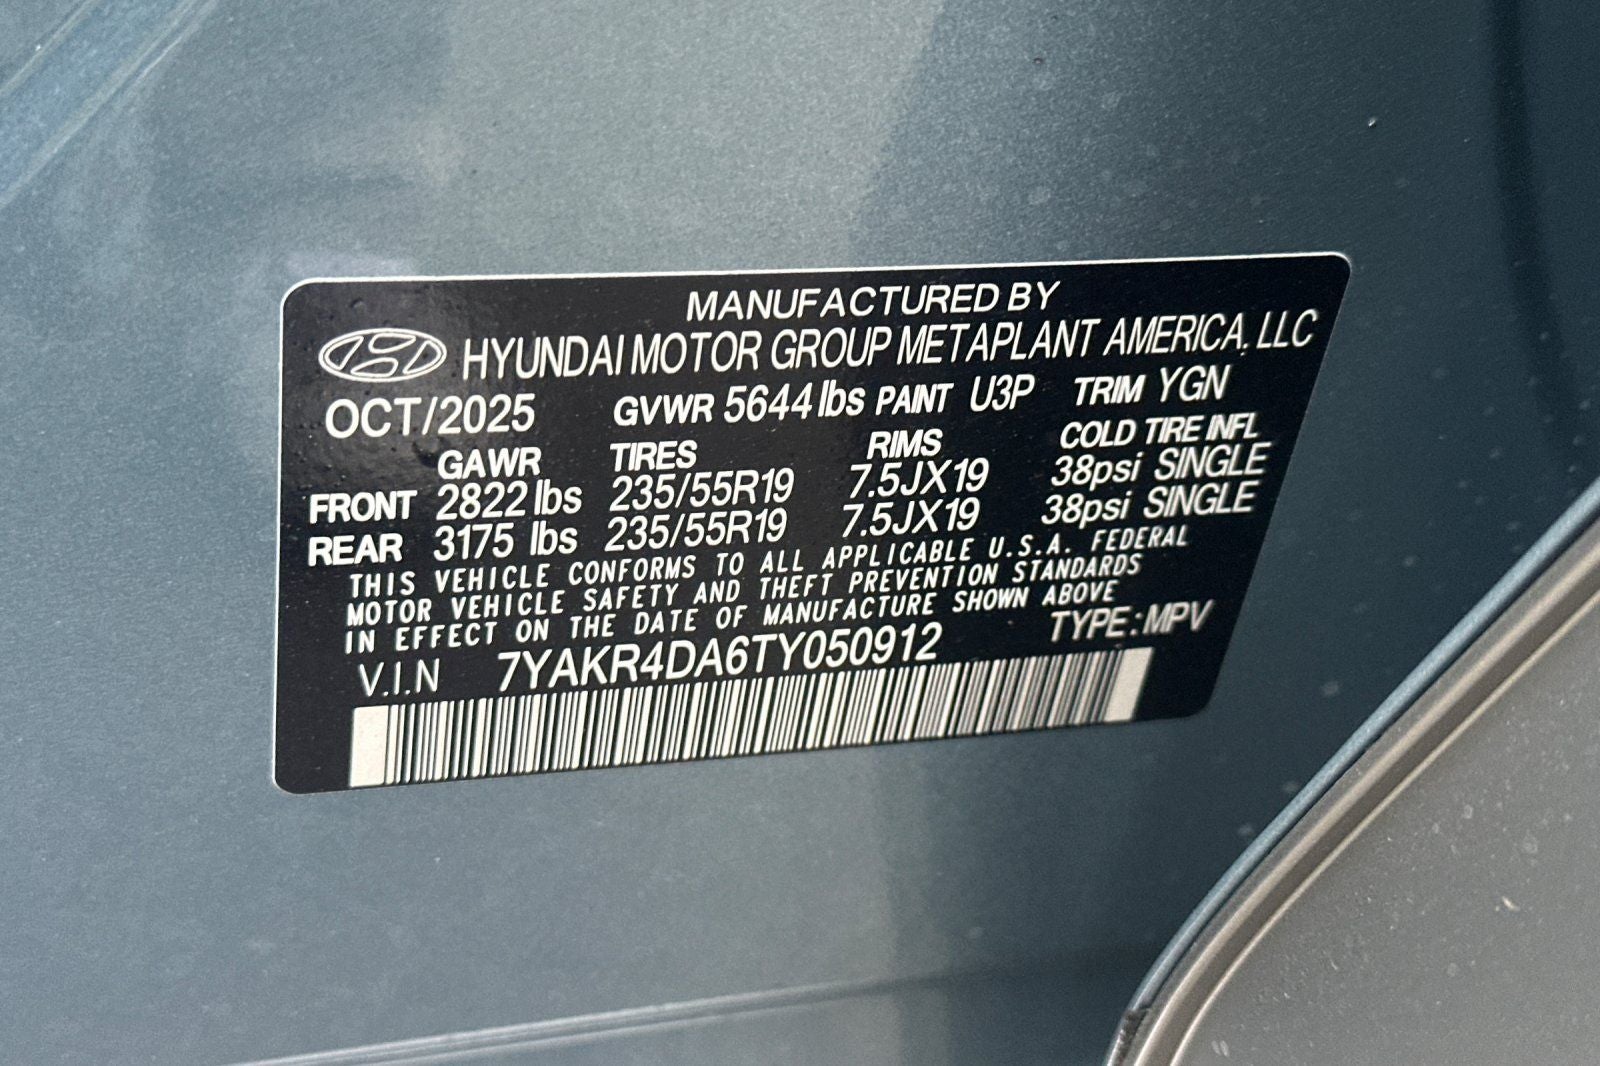 MANUFACTURED BY
HYUNDAI MOTOR GROUP METAPLANT AMERICA, LLC
OCT/2025 GVWR 5644 lbs PAINT U3P TRIM YGN
GAWR TIRES RIMS COLD TIRE INFL
FRONT 2822 lbs 235/55R19 7.5JX19 38psi SINGLE
REAR 3175 lbs 235/55R19 7.5JX19 38psi SINGLE
THIS VEHICLE CONFORMS TO ALL APPLICABLE U.S.A. FEDERAL
MOTOR VEHICLE SAFETY AND THEFT PREVENTION STANDARDS
IN EFFECT ON THE DATE OF MANUFACTURE SHOWN ABOVE
V.I.N 7YAKR4DA6TY050912 TYPE: MPV